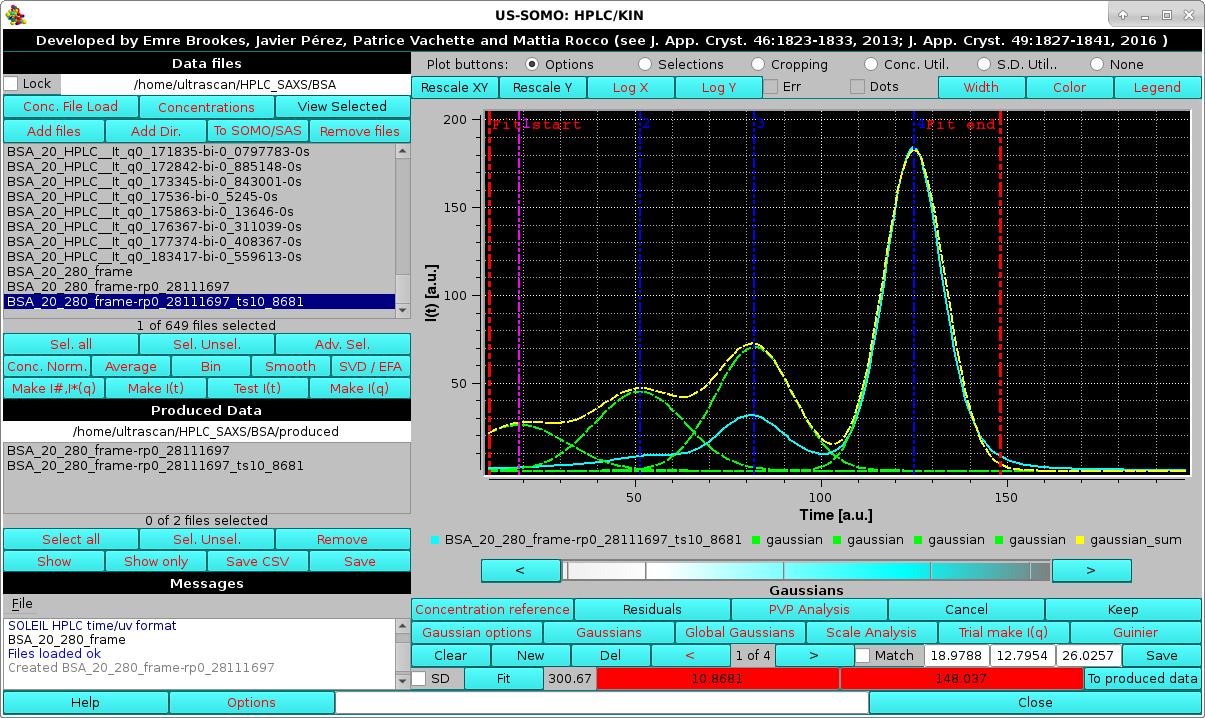 US-SOMO: HPLC/KIN
Developed by Emre Brookes, Javier Pérez, Patrice Vachette and Mattia Rocco (see J. App. Cryst. 46:1823-1833, 2013; J. App. Cryst. 49:1827-1841, 2016 )
Data files
Lock /home/ultrascan/HPLC_SAXS/BSA
Conc. File Load Concentrations View Selected
Add files Add Dir. To SOMO/SAS Remove files
BSA_20_HPLC__It_q0_171835-bi-0_0797783-0s
BSA_20_HPLC__It_q0_172842-bi-0_885148-0s
BSA_20_HPLC__It_q0_173345-bi-0_843001-0s
BSA_20_HPLC__It_q0_17536-bi-0_5245-0s
BSA_20_HPLC__It_q0_175863-bi-0_13646-0s
BSA_20_HPLC__It_q0_176367-bi-0_311039-0s
BSA_20_HPLC__It_q0_177374-bi-0_408367-0s
BSA_20_HPLC__It_q0_183417-bi-0_559613-0s
BSA_20_280_frame
BSA_20_280_frame-rp0_28111697
BSA_20_280_frame-rp0_28111697_ts10_8681
1 of 649 files selected
Sel. all Sel. Unsel. Adv. Sel.
Conc. Norm. Average Bin Smooth SVD / EFA
Make I#,I*(q) Make I(t) Test I(t) Make I(q)
Produced Data
/home/ultrascan/HPLC_SAXS/BSA/produced
BSA_20_280_frame-rp0_28111697
BSA_20_280_frame-rp0_28111697_ts10_8681
0 of 2 files selected
Select all Sel. Unsel. Remove
Show Show only Save CSV Save
Messages
File
SOLEIL HPLC time/uv format
BSA_20_280_frame
Files loaded ok
Created BSA_20_280_frame-rp0_28111697
Help Options
Plot buttons: Options Selections Cropping Conc. Util. S.D. Util.. None
Rescale XY Rescale Y Log X Log Y Err Dots Width Color Legend
Fit start 1 2 3 4 Fit end
200
150
100
50
I(t) [a.u.]
50 100 150
Time [a.u.]
BSA_20_280_frame-rp0_28111697_ts10_8681 gaussian gaussian gaussian gaussian gaussian_sum
< >
Gaussians
Concentration reference Residuals PVP Analysis Cancel Keep
Gaussian options Gaussians Global Gaussians Scale Analysis Trial make I(q) Guinier
Clear New Del < 1 of 4 > Match 18.9788 12.7954 26.0257 Save
SD Fit 300.67 10.8681 148.037 To produced data
Close